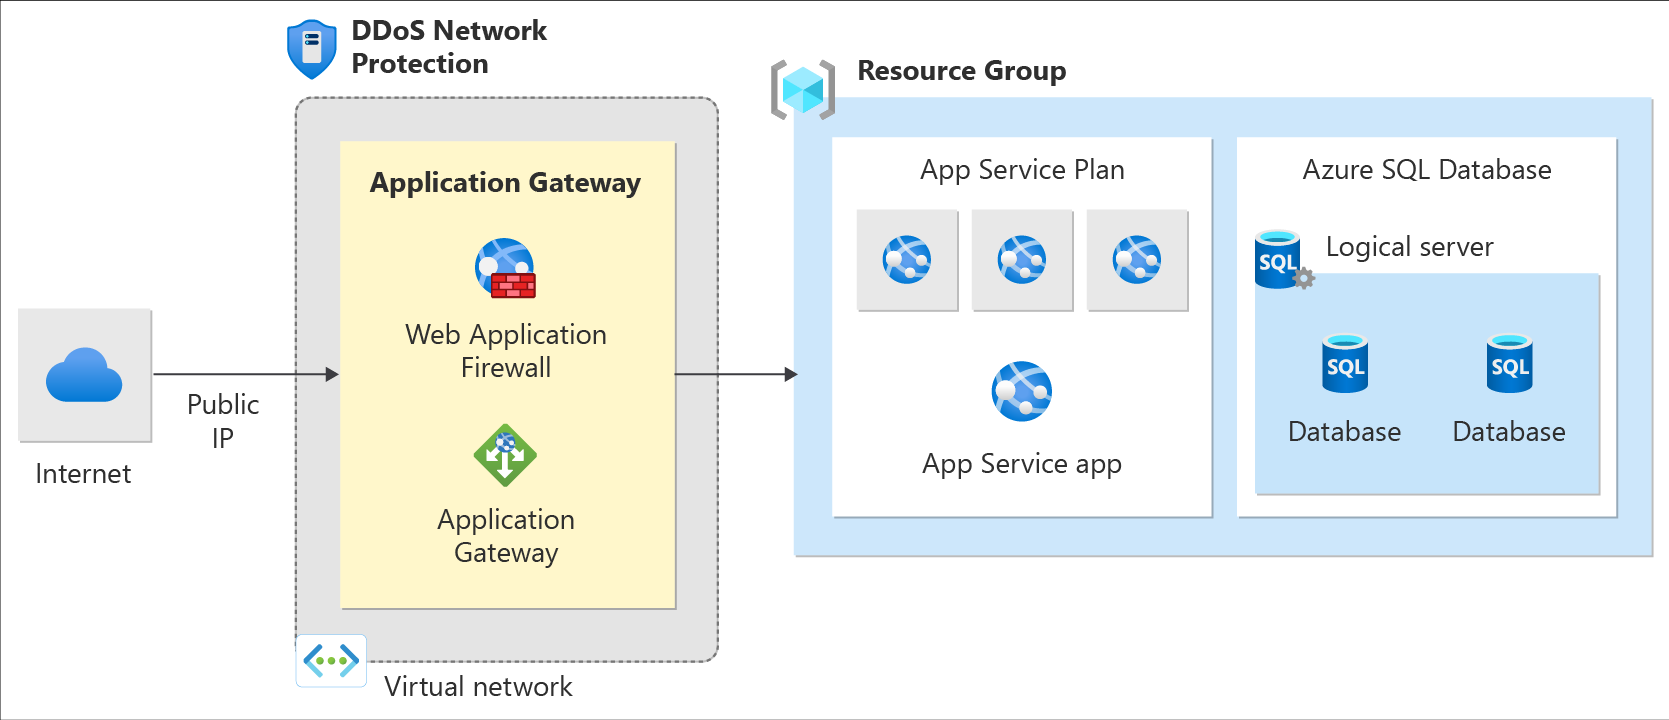 DDoS Network
Protection
Resource Group
Application Gateway
Web Application
Firewall
Application
Gateway
Public
IP
Internet
Virtual network
App Service Plan
App Service app
Azure SQL Database
SQL
Logical server
SQL
SQL
Database
Database